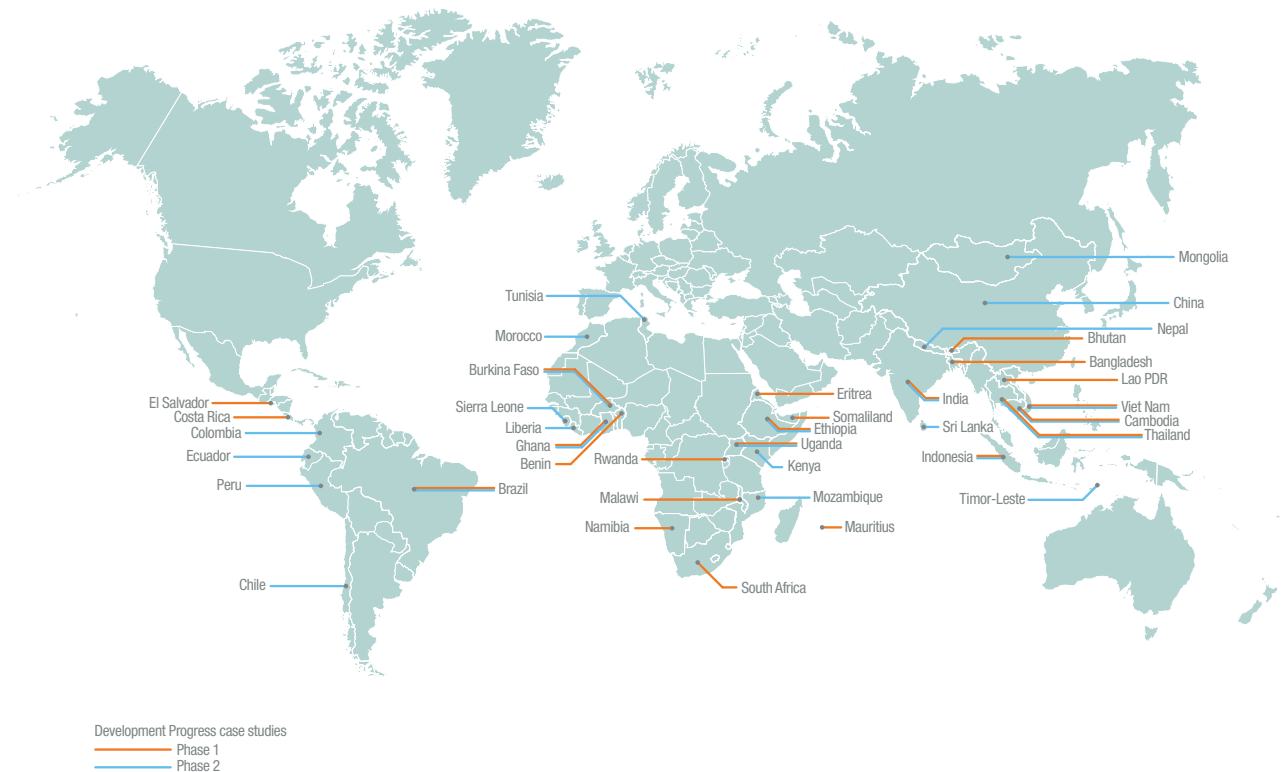 Mongolia
Tunisia
China
Nepal
Morocco
Bhutan
Bangladesh
Burkina Faso
Lao PDR
Eritrea
India
El Salvador
Sierra Leone
Viet Nam
Costa Rica
Somaliland
Cambodia
Liberia
Ethiopia
Sri Lanka
Colombia
Thailand
Ghana
Uganda
Ecuador
Rwanda
Indonesia
Benin
Kenya
Peru
Brazil
Malawi
Mozambique
Timor-Leste
Namibia
Mauritius
Chile
South Africa
Development Progress case studies
Phase 1
Phase 2